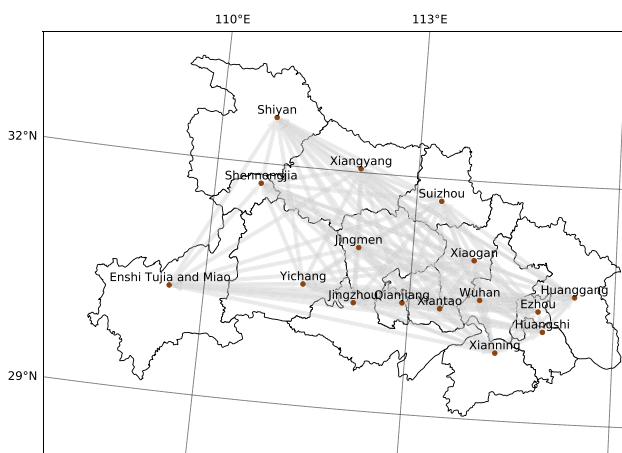 110°E
113°E
32°N
29°N
Shiyan
Xiangyang
Shennongjia
Suizhou
Jingmen
Xiaogan
Enshi Tujia and Miao
Yichang
Jingzhou
Qianjiang
Xiantao
Wuhan
Huanggang
Ezhou
Huangshi
Xianning